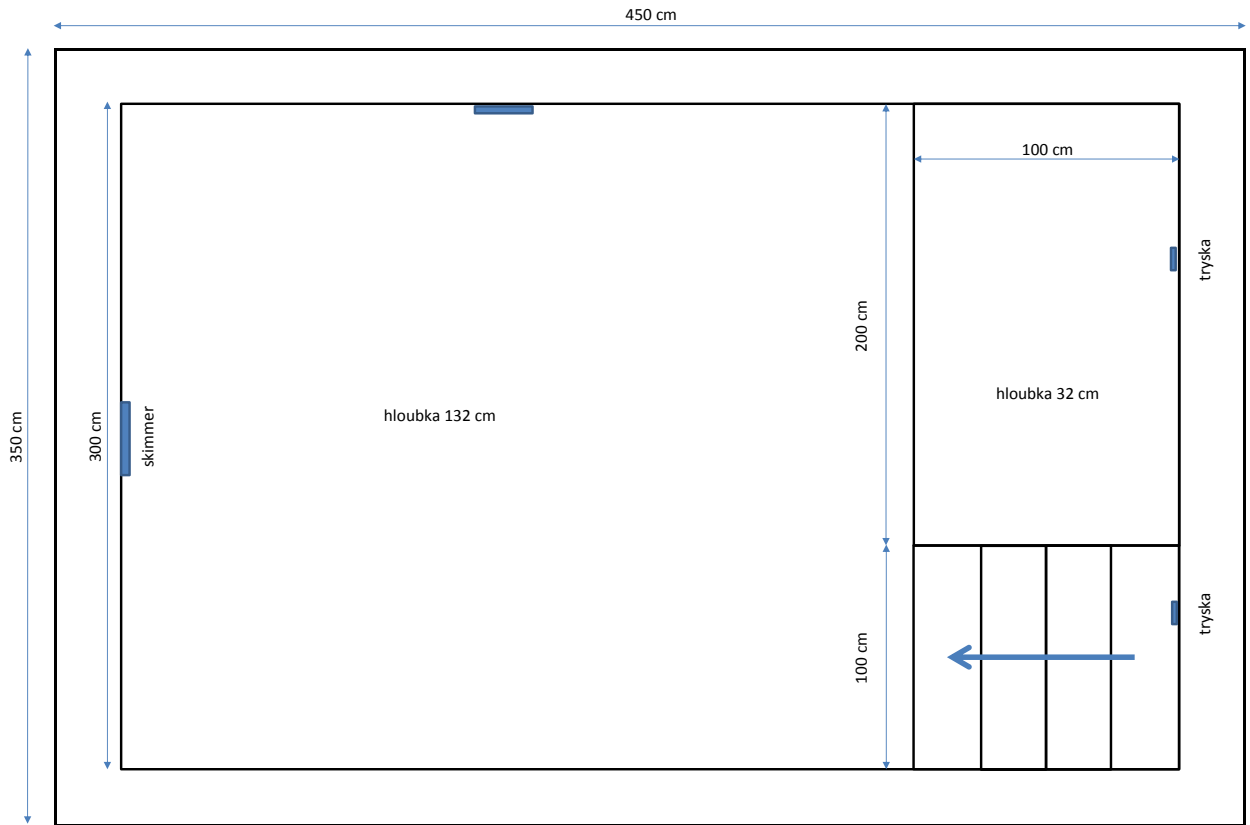 450 cm
100 cm
tryska
200 cm
hloubka 32 cm
hloubka 132 cm
350 cm
300 cm
skimmer
tryska
100 cm